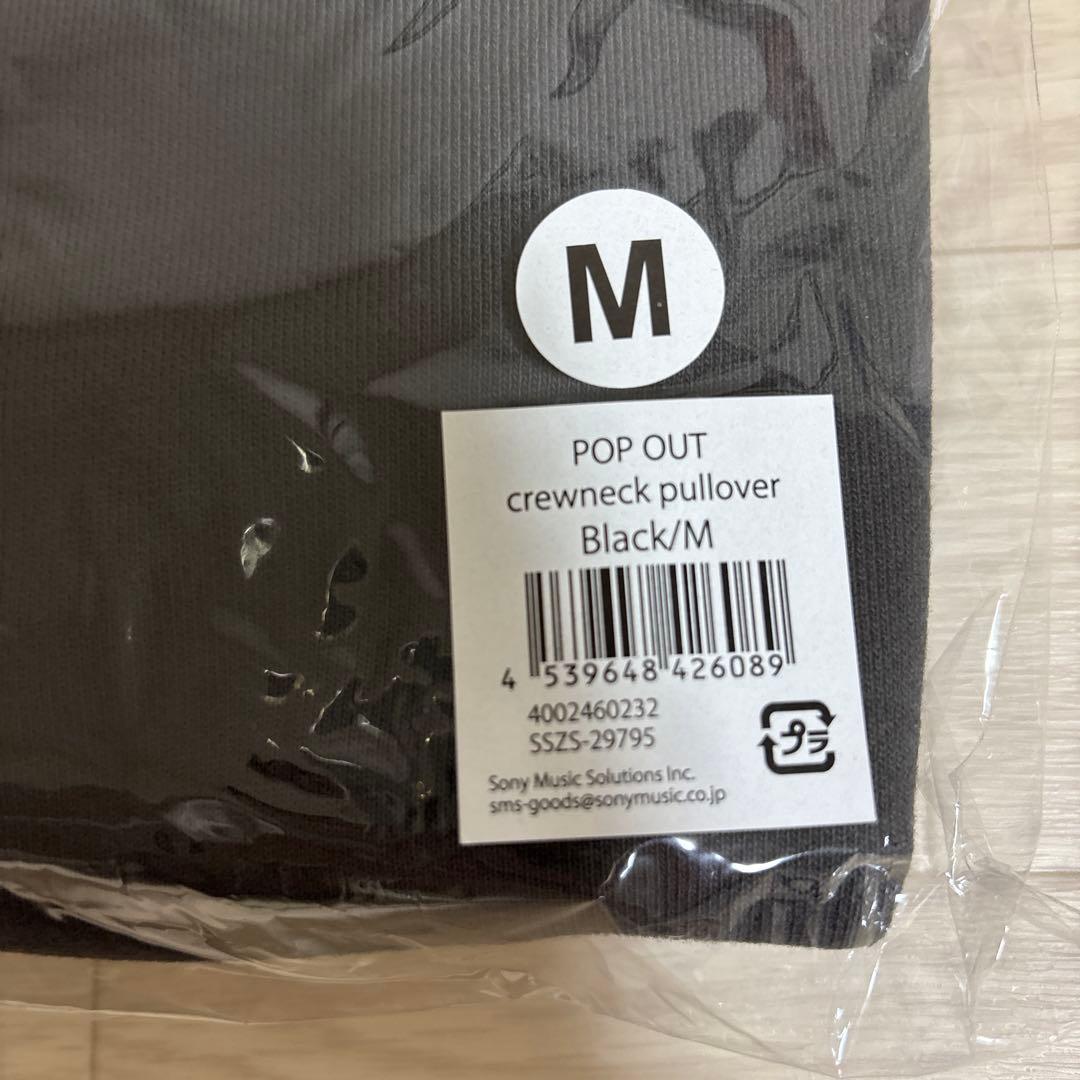 M
POP OUT
crewneck pullover
Black/M
4 539648 426089
4002460232
SSZS-29795
プラ
Sony Music Solutions Inc.
sms-goods@sonymusic.co.jp